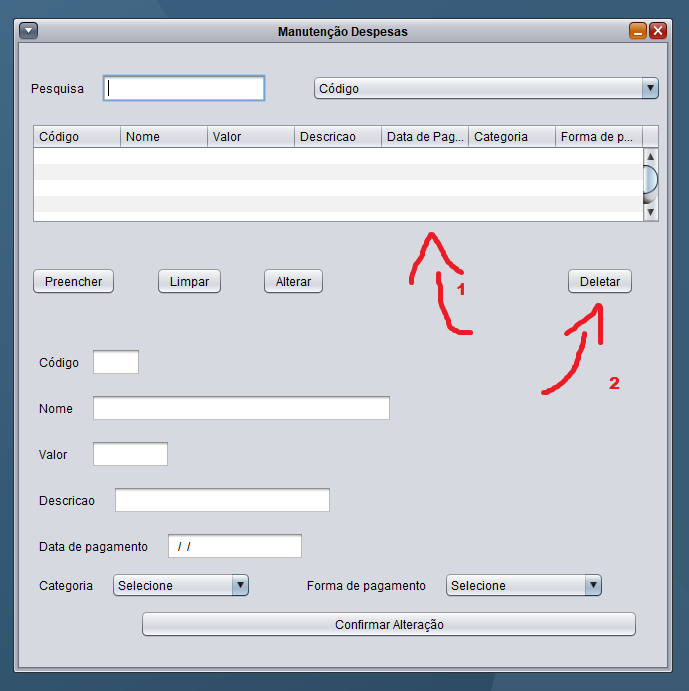 Manutenção Despesas
Pesquisa Código
Código Nome Valor Descricao Data de Pag... Categoria Forma de p...
1
Preencher Limpar Alterar Deletar
2
Código
Nome
Valor
Descricao
Data de pagamento / /
Categoria Selecione Forma de pagamento Selecione
Confirmar Alteração